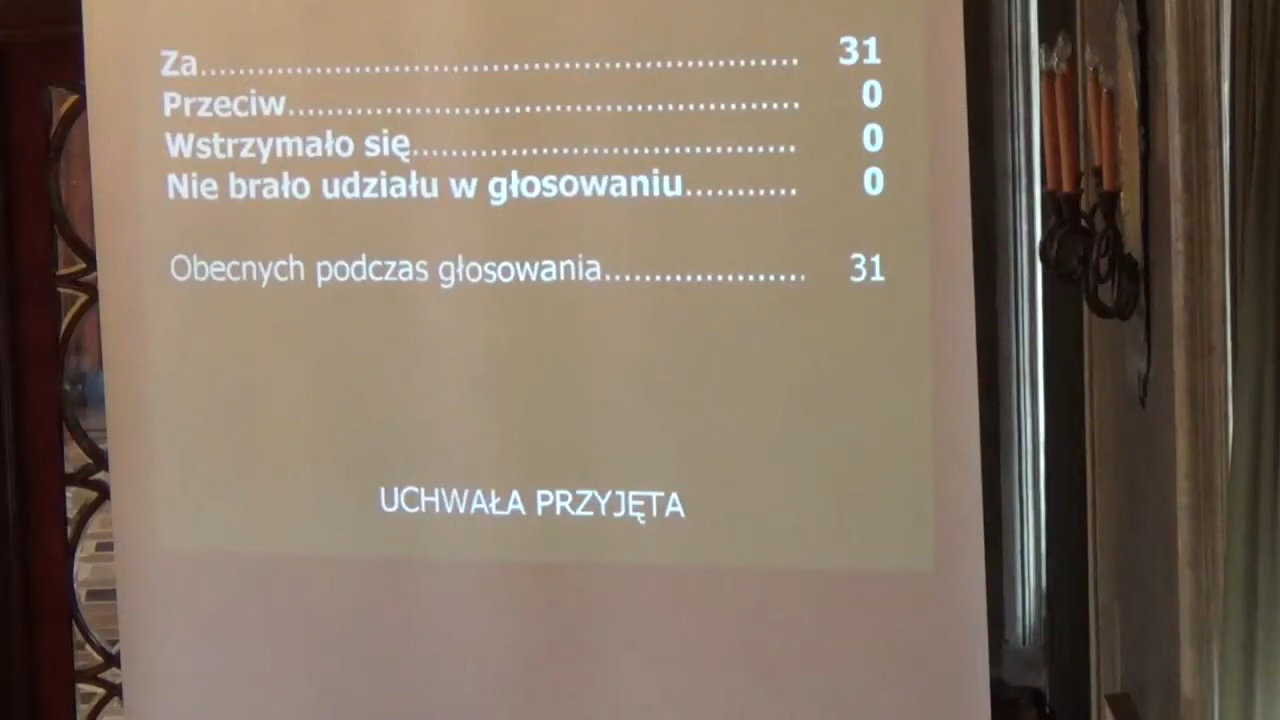 Za.......................................................... 31
Przeciw.................................................. 0
Wstrzymało się..................................... 0
Nie brało udziału w głosowaniu........... 0
Obecnych podczas głosowania................... 31
UCHWAŁA PRZYJĘTA